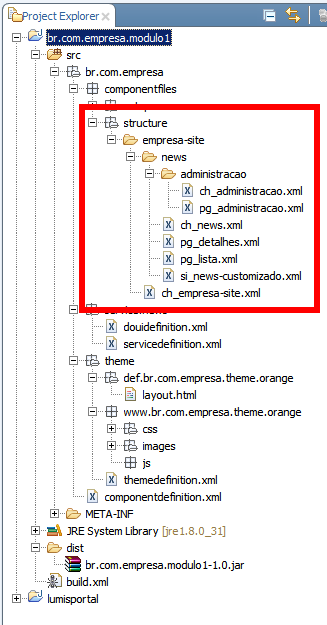 Project Explorer
br.com.empresa.modulo1
src
br.com.empresa
componentfiles
structure
empresa-site
news
administracao
ch_administracao.xml
pg_administracao.xml
ch_news.xml
pg_detalhes.xml
pg_lista.xml
si_news-customizado.xml
ch_empresa-site.xml
douidefinition.xml
servicedefinition.xml
theme
def.br.com.empresa.theme.orange
layout.html
www.br.com.empresa.theme.orange
css
images
js
themedefinition.xml
componentdefinition.xml
META-INF
JRE System Library [jre1.8.0_31]
dist
br.com.empresa.modulo1-1.0.jar
build.xml
lumisportal